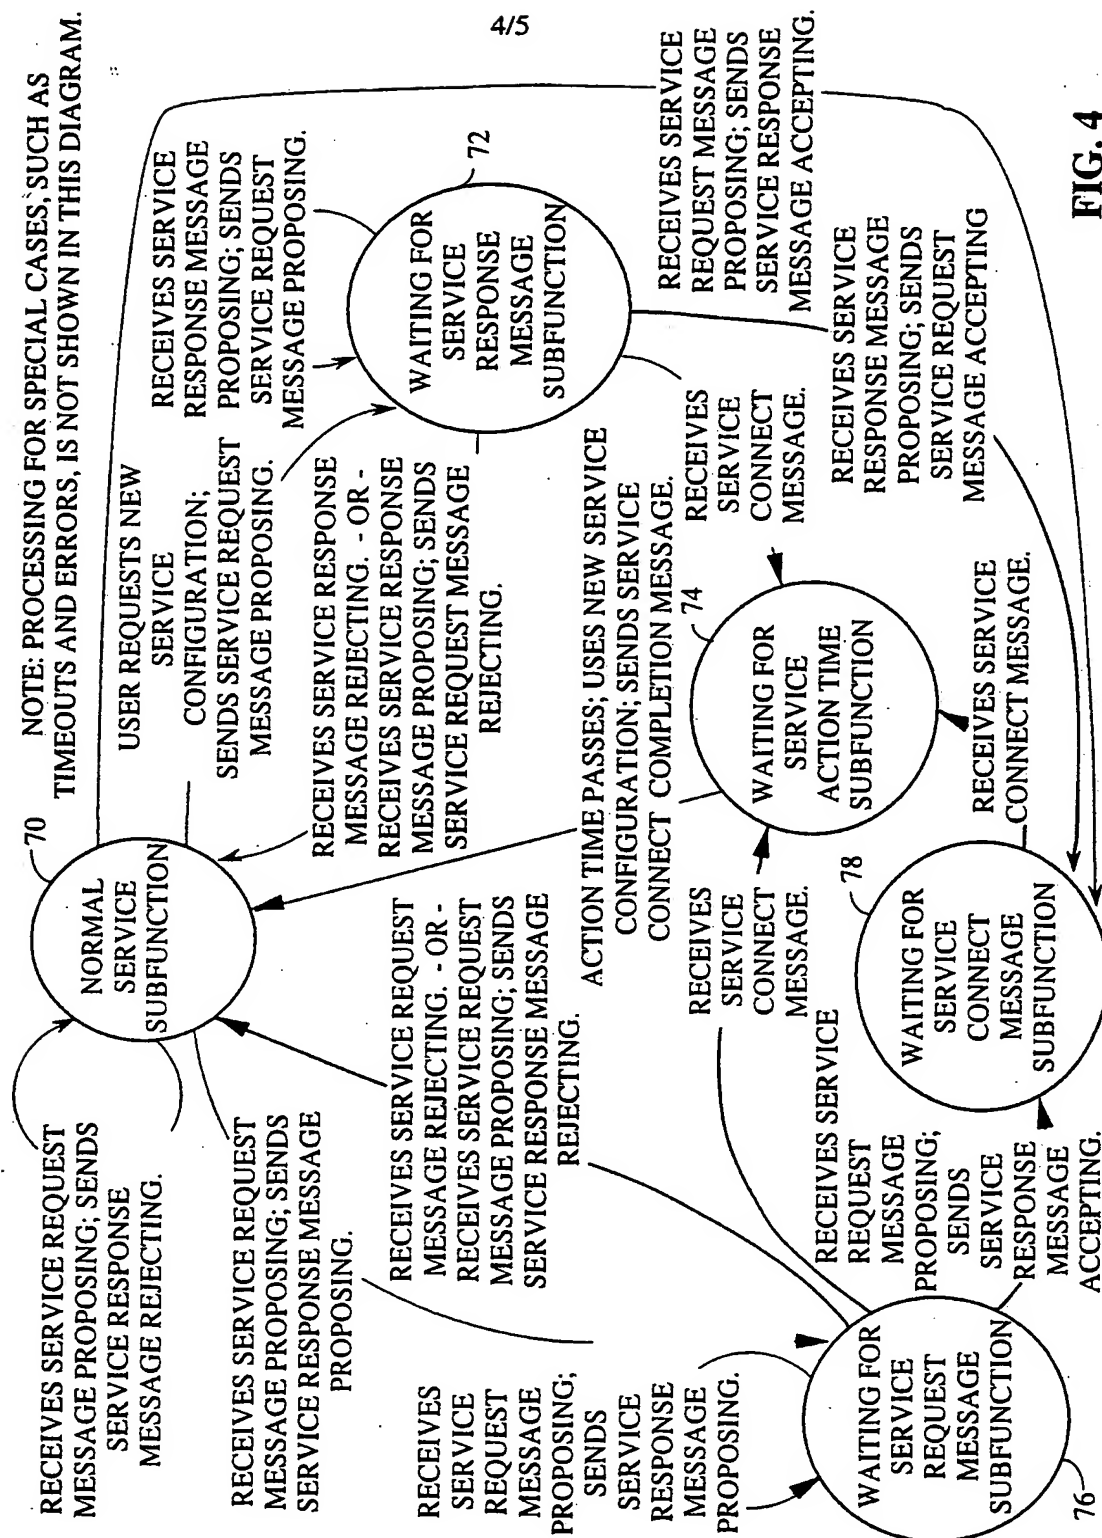 4/5
NOTE: PROCESSING FOR SPECIAL CASES, SUCH AS
TIMEOUTS AND ERRORS, IS NOT SHOWN IN THIS DIAGRAM.
RECEIVES SERVICE REQUEST
MESSAGE PROPOSING; SENDS
SERVICE RESPONSE
MESSAGE REJECTING.
70
NORMAL
SERVICE
SUBFUNCTION
USER REQUESTS NEW
SERVICE
CONFIGURATION;
SENDS SERVICE REQUEST
MESSAGE PROPOSING.
RECEIVES SERVICE
RESPONSE MESSAGE
PROPOSING; SENDS
SERVICE REQUEST
MESSAGE PROPOSING.
RECEIVES SERVICE REQUEST
MESSAGE PROPOSING; SENDS
SERVICE RESPONSE MESSAGE
PROPOSING.
RECEIVES SERVICE RESPONSE
MESSAGE REJECTING. - OR -
RECEIVES SERVICE RESPONSE
MESSAGE PROPOSING; SENDS
SERVICE REQUEST MESSAGE
REJECTING.
72
WAITING FOR
SERVICE
RESPONSE
MESSAGE
SUBFUNCTION
RECEIVES SERVICE REQUEST
MESSAGE REJECTING. - OR -
RECEIVES SERVICE REQUEST
MESSAGE PROPOSING; SENDS
SERVICE RESPONSE MESSAGE
REJECTING.
ACTION TIME PASSES; USES NEW SERVICE
CONFIGURATION; SENDS SERVICE
CONNECT COMPLETION MESSAGE.
RECEIVES
SERVICE
CONNECT
MESSAGE.
RECEIVES SERVICE
REQUEST MESSAGE
PROPOSING; SENDS
SERVICE RESPONSE
MESSAGE ACCEPTING.
RECEIVES
SERVICE
REQUEST
MESSAGE
PROPOSING;
SENDS
SERVICE
RESPONSE
MESSAGE
PROPOSING.
RECEIVES
SERVICE
CONNECT
MESSAGE.
74
WAITING FOR
SERVICE
ACTION TIME
SUBFUNCTION
RECEIVES SERVICE
RESPONSE MESSAGE
PROPOSING; SENDS
SERVICE REQUEST
MESSAGE ACCEPTING
76
WAITING FOR
SERVICE
REQUEST
MESSAGE
SUBFUNCTION
RECEIVES SERVICE
REQUEST
MESSAGE
PROPOSING;
SENDS
SERVICE
RESPONSE
MESSAGE
ACCEPTING.
78
WAITING FOR
SERVICE
CONNECT
MESSAGE
SUBFUNCTION
RECEIVES SERVICE
CONNECT MESSAGE.
FIG. 4